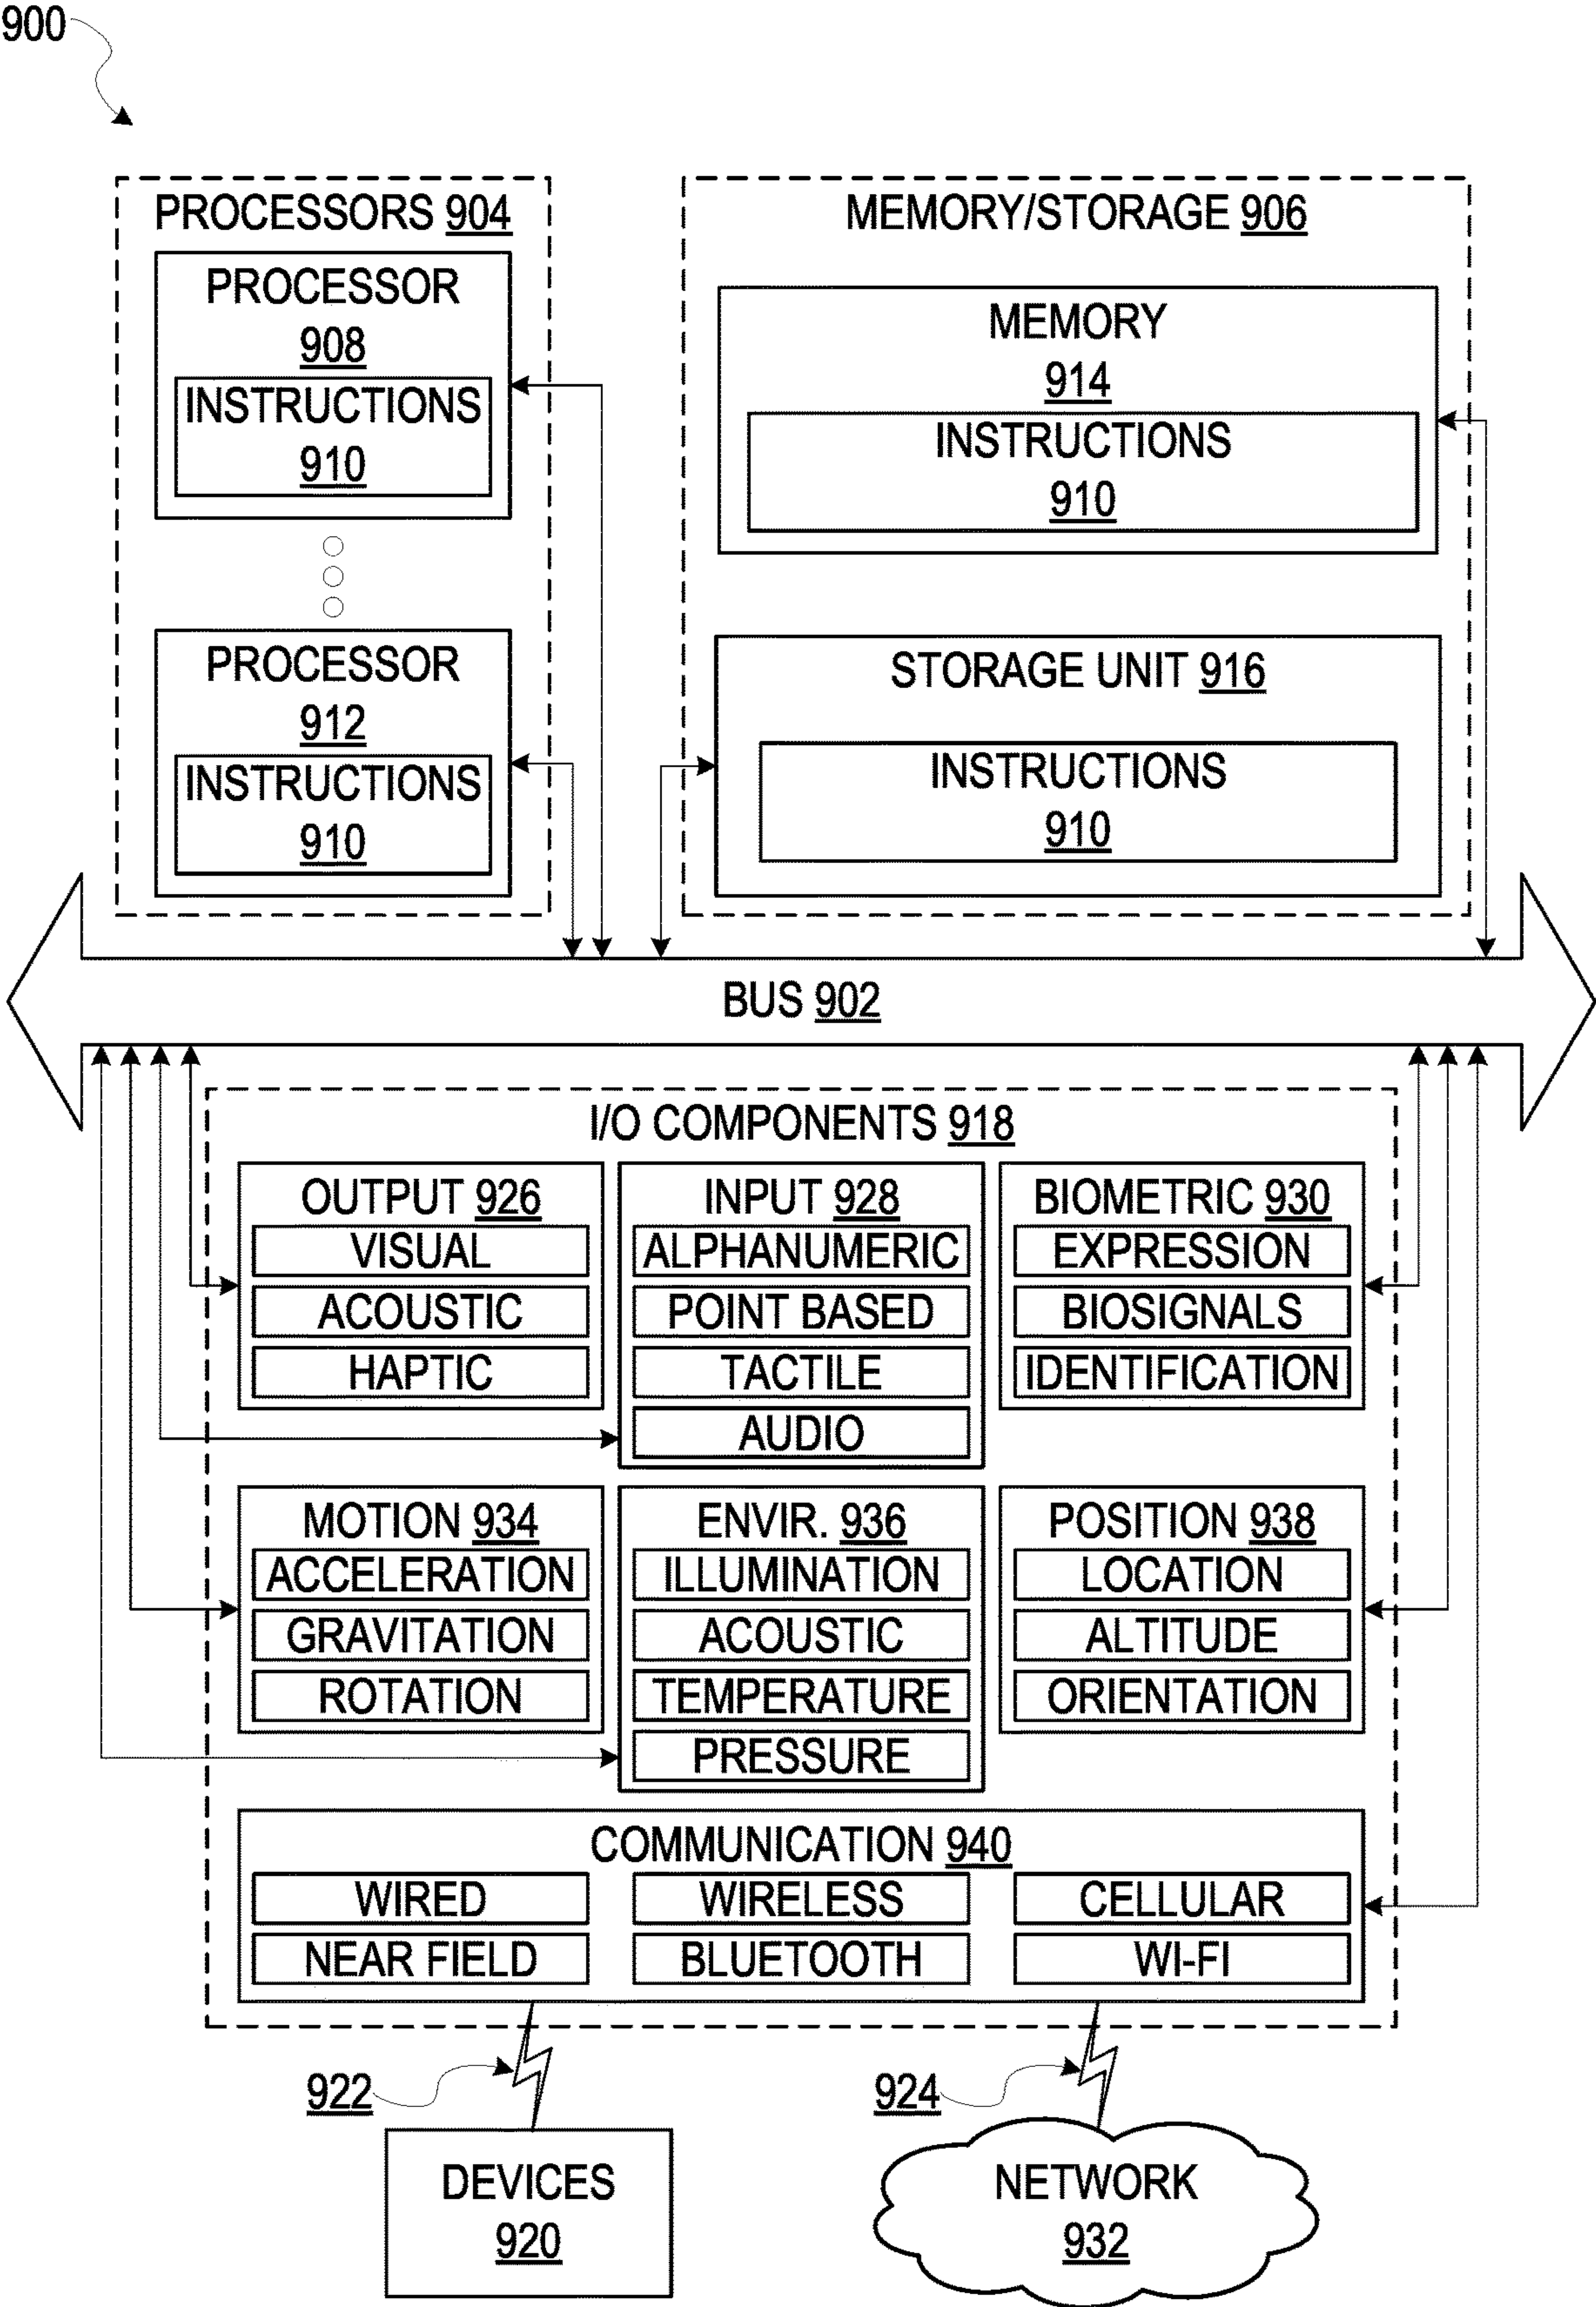 900
PROCESSORS 904
PROCESSOR
908
INSTRUCTIONS
910
PROCESSOR
912
INSTRUCTIONS
910
MEMORY/STORAGE 906
MEMORY
914
INSTRUCTIONS
910
STORAGE UNIT 916
INSTRUCTIONS
910
BUS 902
I/O COMPONENTS 918
OUTPUT 926
VISUAL
ACOUSTIC
HAPTIC
INPUT 928
ALPHANUMERIC
POINT BASED
TACTILE
AUDIO
BIOMETRIC 930
EXPRESSION
BIOSIGNALS
IDENTIFICATION
MOTION 934
ACCELERATION
GRAVITATION
ROTATION
ENVIR. 936
ILLUMINATION
ACOUSTIC
TEMPERATURE
PRESSURE
POSITION 938
LOCATION
ALTITUDE
ORIENTATION
COMMUNICATION 940
WIRED
WIRELESS
CELLULAR
NEAR FIELD
BLUETOOTH
WI-FI
922
924
DEVICES
920
NETWORK
932